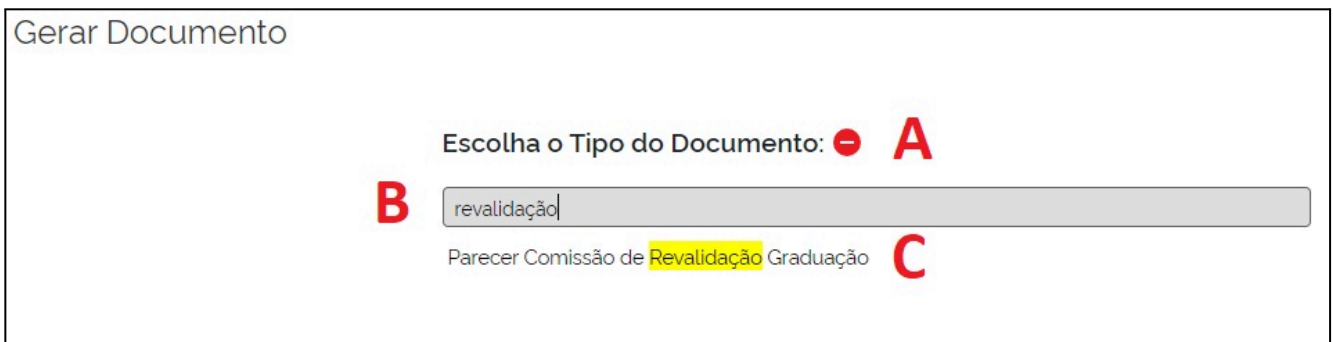 Gerar Documento
Escolha o Tipo do Documento: A
B revalidação
Parecer Comissão de Revalidação Graduação C